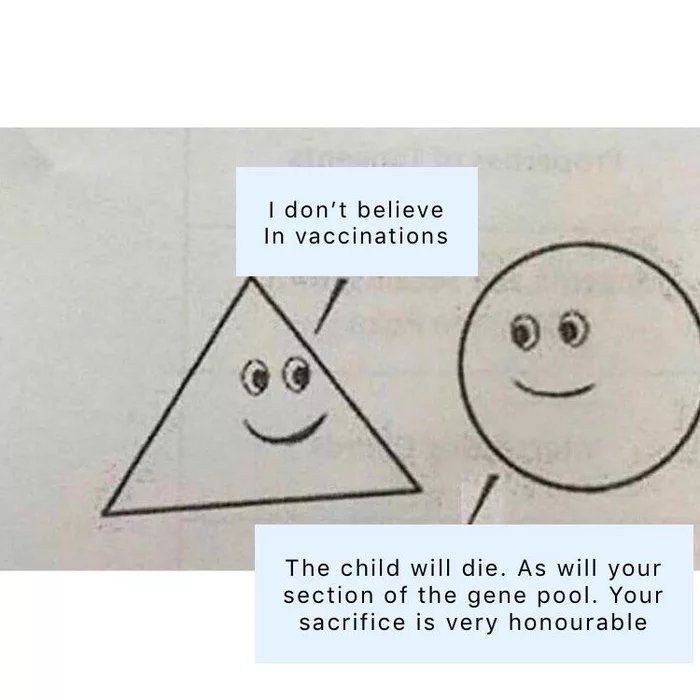 I don't believe
In vaccinations
The child will die. As will your
section of the gene pool. Your
sacrifice is very honourable